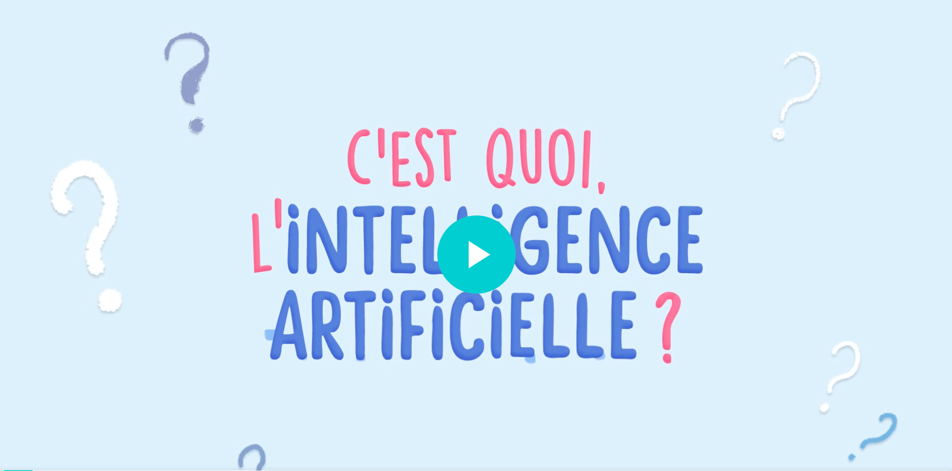 C'EST QUOI,
L'iNTELLiGENCE
ARTiFiCiELLE ?